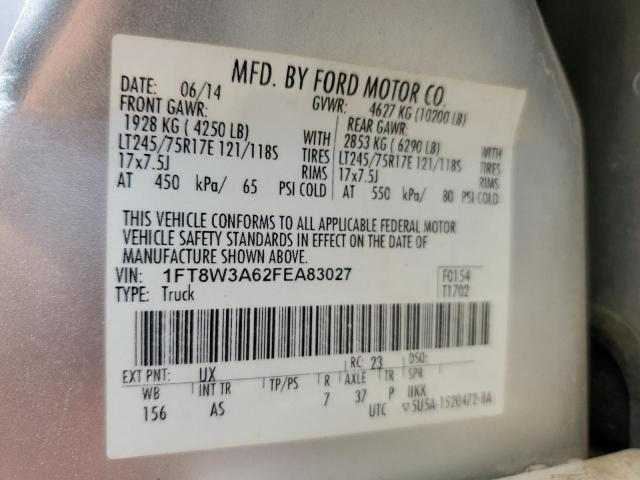 MFD. BY FORD MOTOR CO.
DATE: 06/14 GVWR: 4627 KG (10200 LB)
FRONT GAWR: REAR GAWR:
1928 KG ( 4250 LB) WITH 2853 KG ( 6290 LB) WITH
LT245/75R17E 121/118S TIRES LT245/75R17E 121/118S TIRES
17x7.5J RIMS 17x7.5J RIMS
AT 450 kPa/ 65 PSI COLD AT 550 kPa/ 80 PSI COLD
THIS VEHICLE CONFORMS TO ALL APPLICABLE FEDERAL MOTOR
VEHICLE SAFETY STANDARDS IN EFFECT ON THE DATE OF
MANUFACTURE SHOWN ABOVE.
VIN: 1FT8W3A62FEA83027 F0154
TYPE: Truck T1702
EXT PNT: UX RC: 23 DSO:
WB INT TR TP/PS R AXLE TR SPR
156 AS 7 37 P IIKK
UTC ▽5U5A-1520472-BA